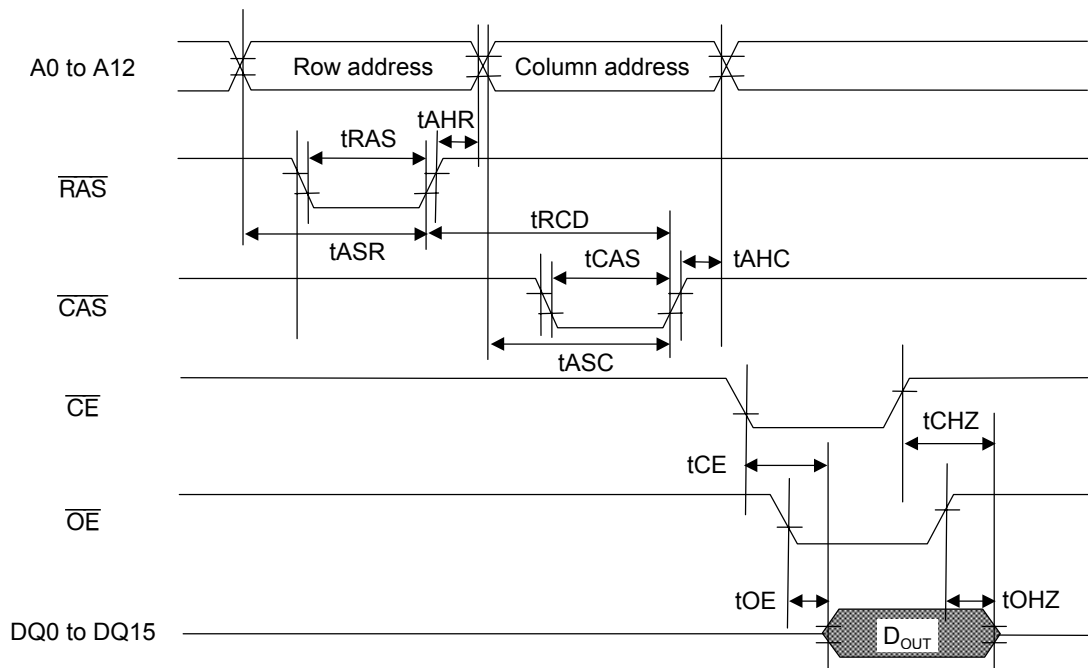 A0 to A12
Row address
Column address
tAHR
tRAS
RAS
tRCD
tASR
tCAS
tAHC
CAS
tASC
CE
tCHZ
tCE
OE
tOE
tOHZ
DQ0 to DQ15
DOUT